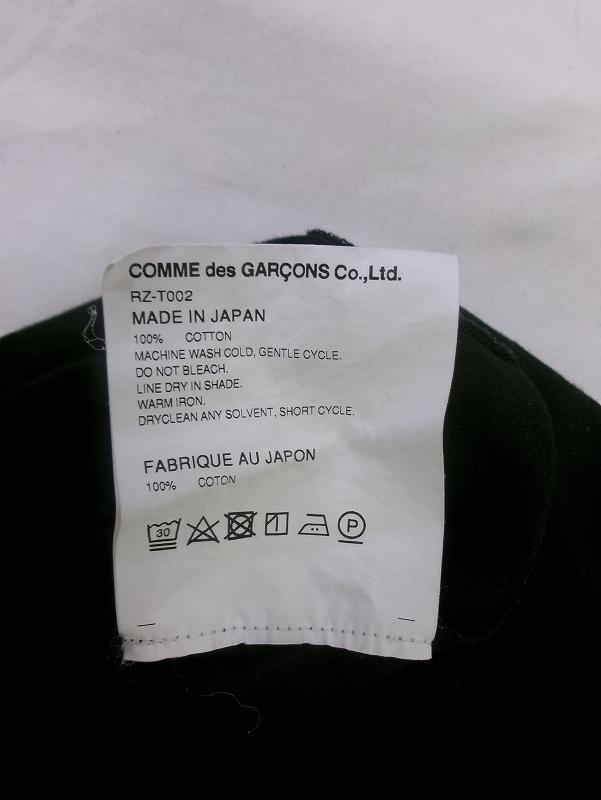 COMME des GARÇONS Co.,Ltd.
RZ-T002
MADE IN JAPAN
100% COTTON
MACHINE WASH COLD, GENTLE CYCLE.
DO NOT BLEACH.
LINE DRY IN SHADE.
WARM IRON.
DRYCLEAN ANY SOLVENT, SHORT CYCLE.
FABRIQUE AU JAPON
100% COTON
30 P